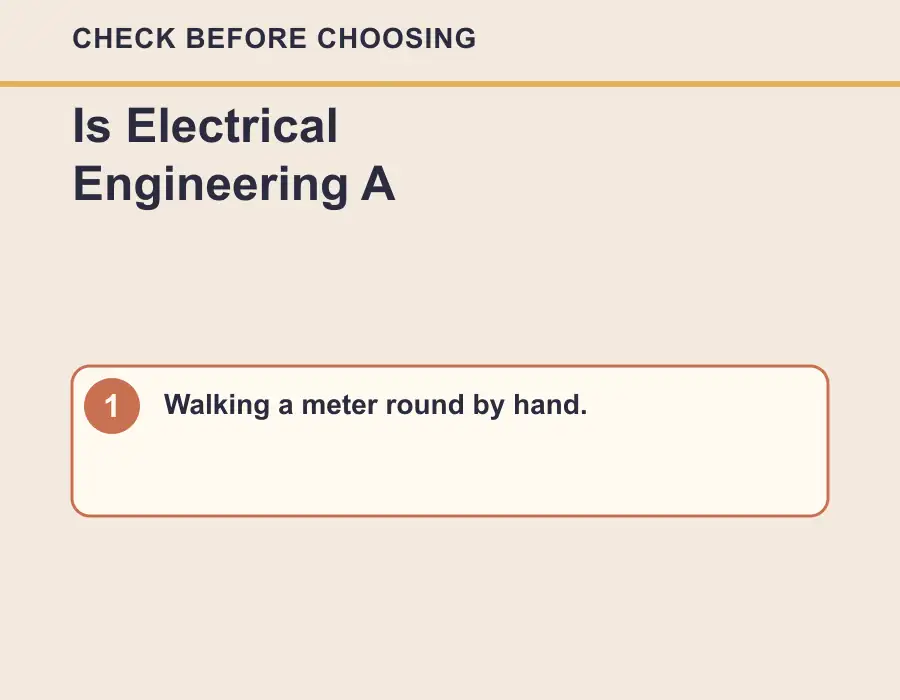 CHECK BEFORE CHOOSING
Is Electrical
Engineering A
1 Walking a meter round by hand.